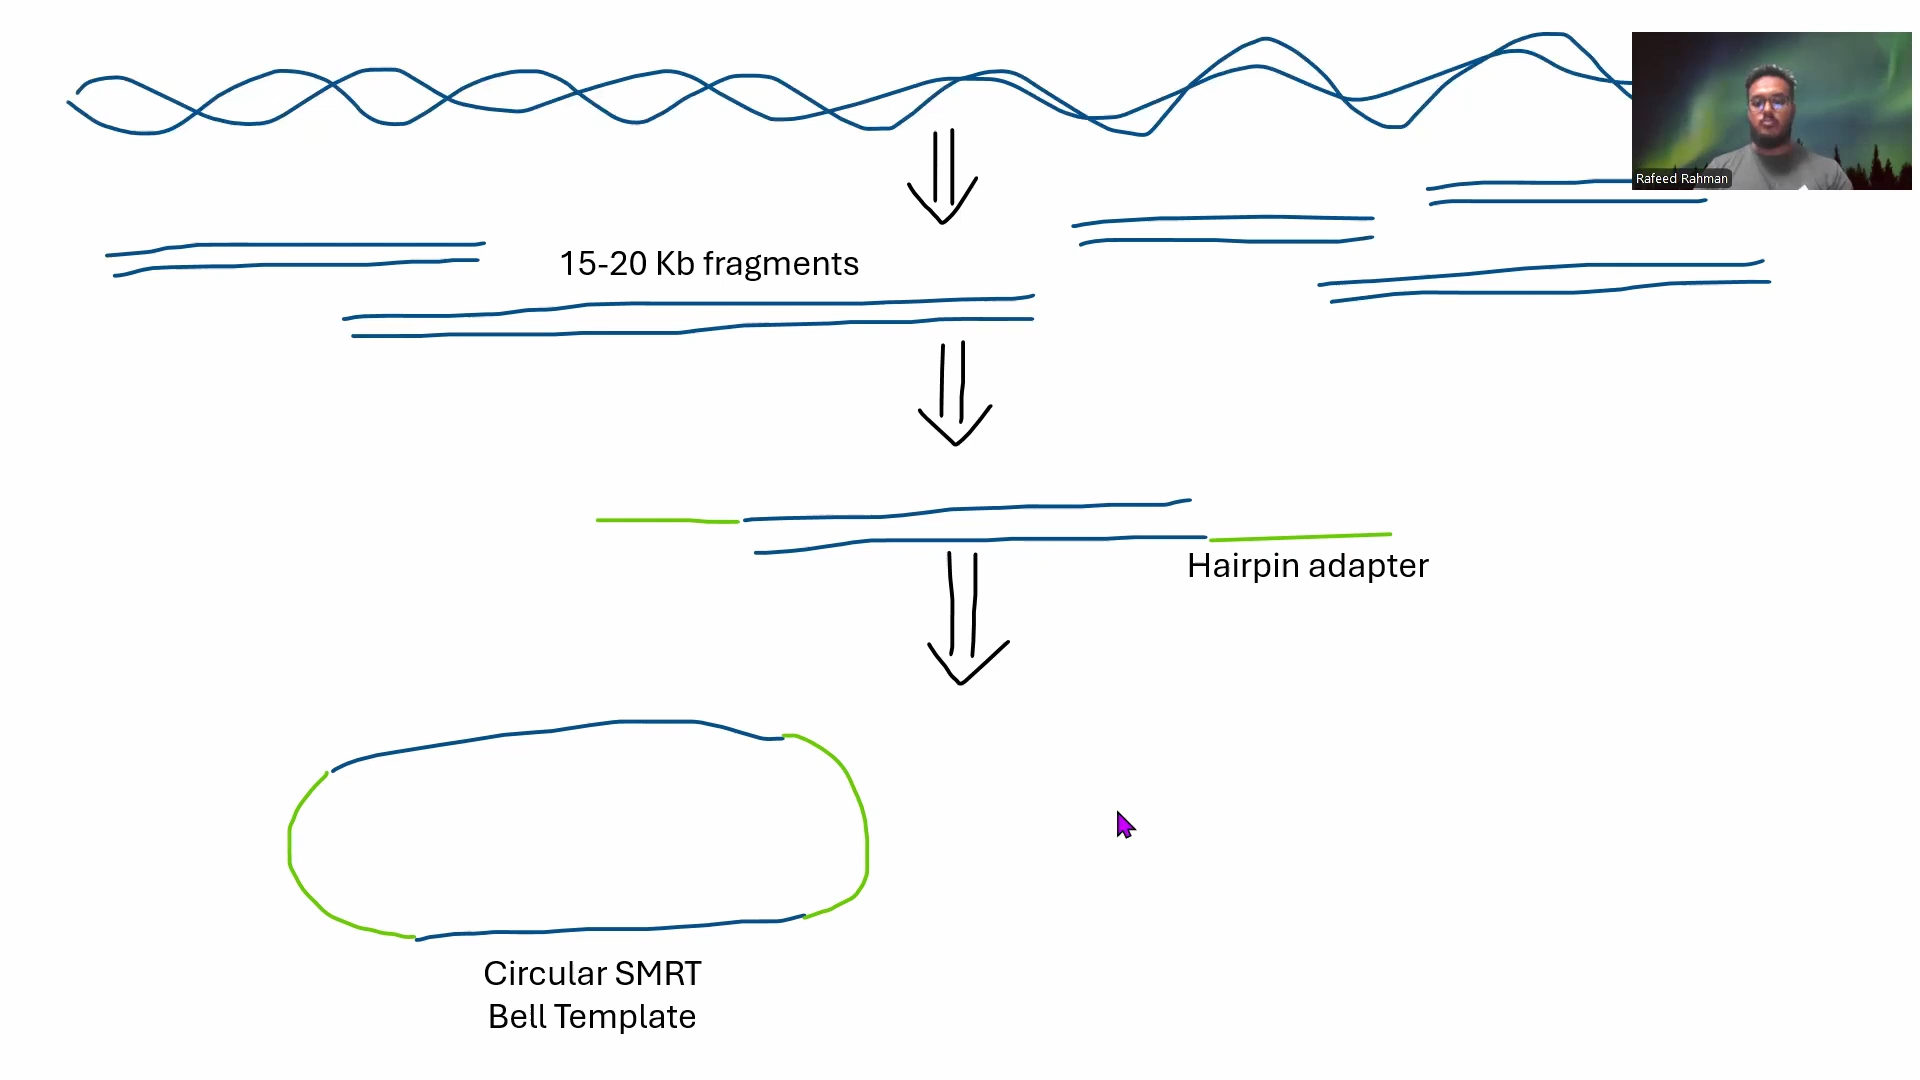 Rafeed Rahman
15-20 Kb fragments
Hairpin adapter
Circular SMRT
Bell Template